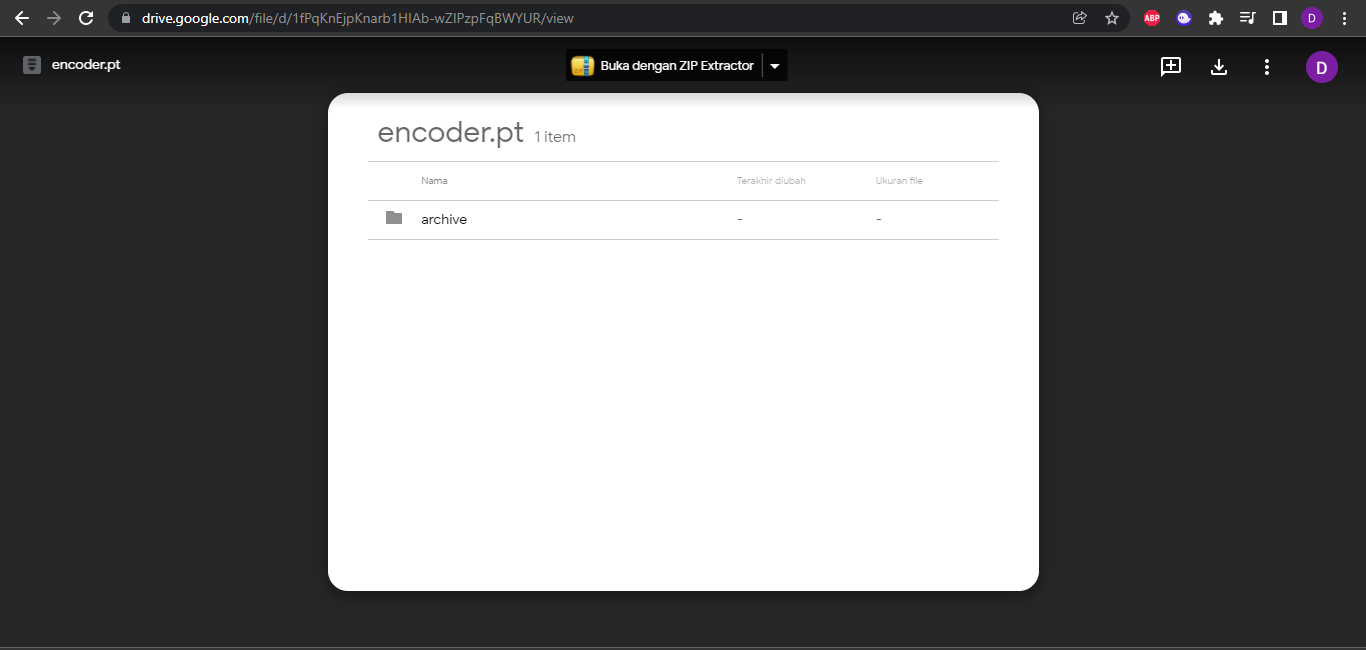 drive.google.com/file/d/1fPqKnEjpKnarb1HIAb-wZIPzpFqBWYUR/view
ABP
D
encoder.pt
Buka dengan ZIP Extractor
D
encoder.pt 1 item
Nama Terakhir diubah Ukuran file
archive - -